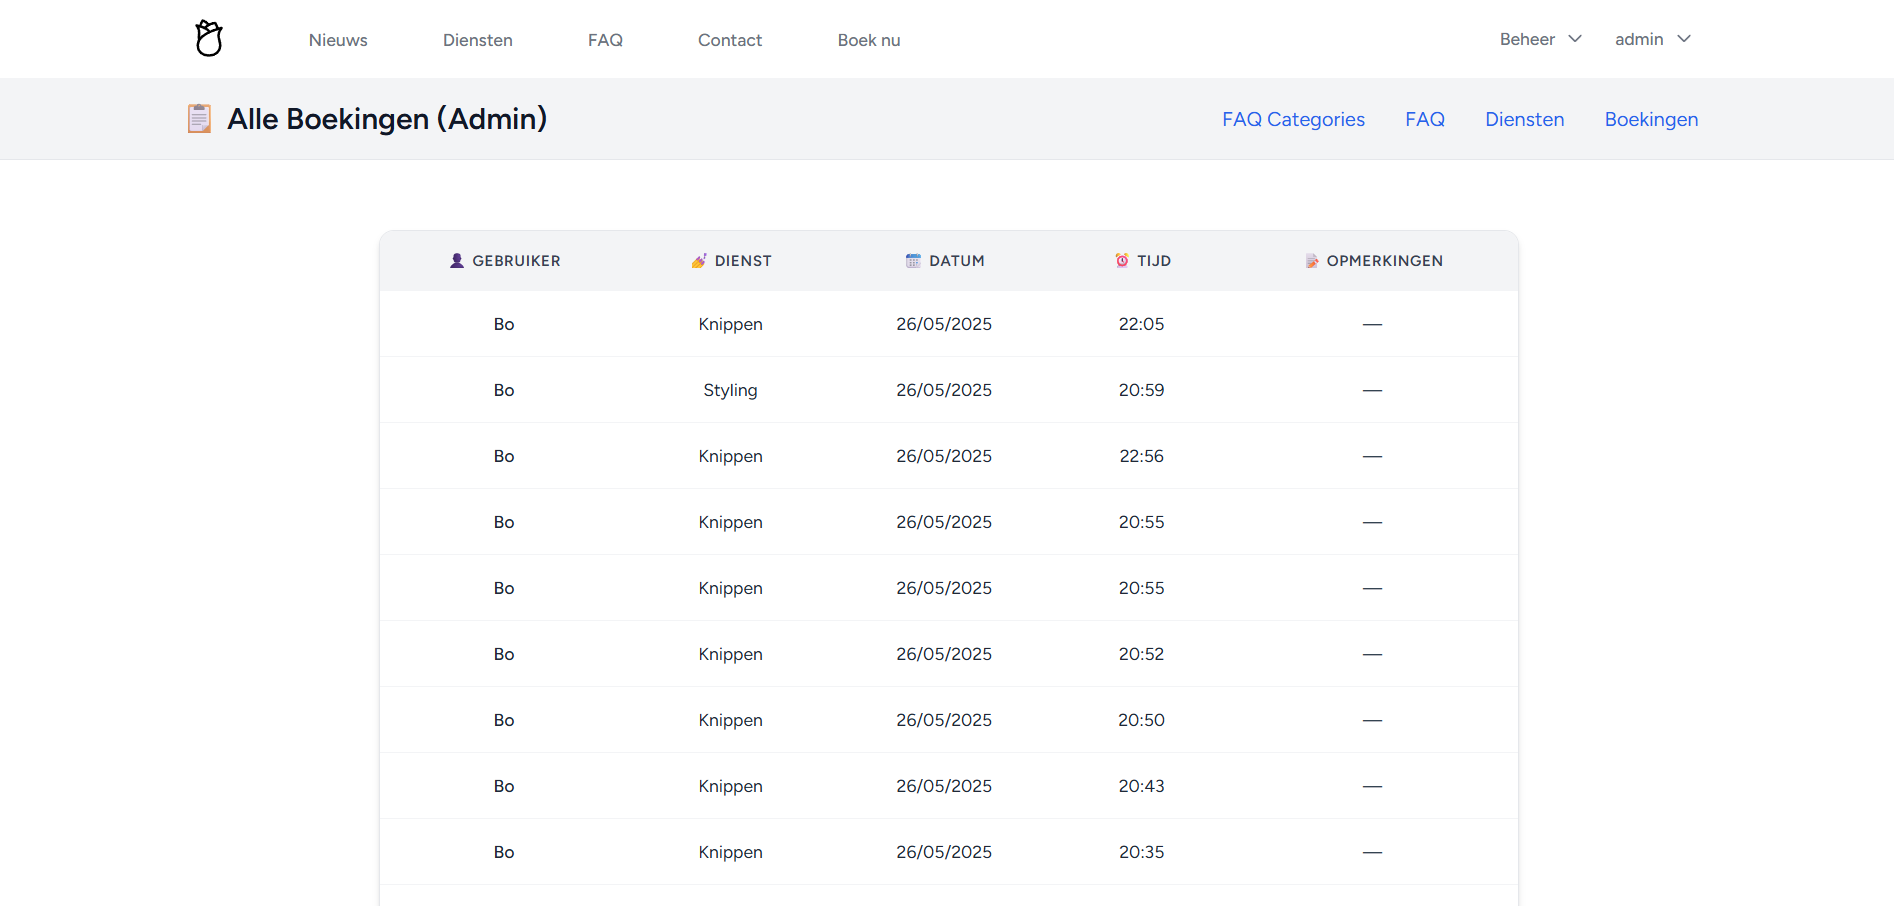 Nieuws Diensten FAQ Contact Boek nu Beheer admin
Alle Boekingen (Admin) FAQ Categories FAQ Diensten Boekingen
GEBRUIKER DIENST DATUM TIJD OPMERKINGEN
Bo Knippen 26/05/2025 22:05 —
Bo Styling 26/05/2025 20:59 —
Bo Knippen 26/05/2025 22:56 —
Bo Knippen 26/05/2025 20:55 —
Bo Knippen 26/05/2025 20:55 —
Bo Knippen 26/05/2025 20:52 —
Bo Knippen 26/05/2025 20:50 —
Bo Knippen 26/05/2025 20:43 —
Bo Knippen 26/05/2025 20:35 —